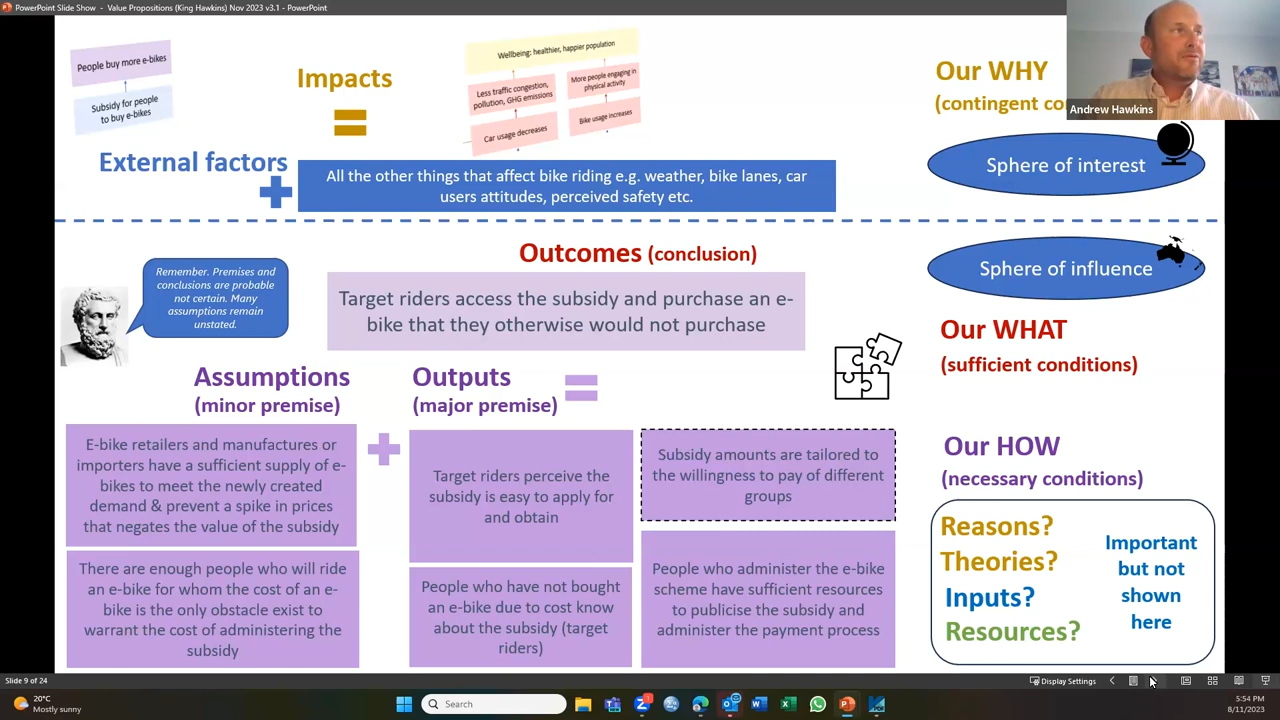 PowerPoint Slide Show - Value Propositions (King Hawkins) Nov 2023 v3.1 - PowerPoint
People buy more e-bikes
Subsidy for people
to buy e-bikes
Impacts
=
Wellbeing: healthier, happier population
Less traffic congestion,
pollution, GHG emissions
More people engaging in
physical activity
Car usage decreases
Bike usage increases
Our WHY
(contingent co
Andrew Hawkins
External factors
+
All the other things that affect bike riding e.g. weather, bike lanes, car
users attitudes, perceived safety etc.
Sphere of interest
Outcomes (conclusion)
Sphere of influence
Remember. Premises and
conclusions are probable
not certain. Many
assumptions remain
unstated.
Target riders access the subsidy and purchase an e-
bike that they otherwise would not purchase
Our WHAT
(sufficient conditions)
Assumptions
(minor premise)
Outputs
(major premise)
=
E-bike retailers and manufactures or
importers have a sufficient supply of e-
bikes to meet the newly created
demand & prevent a spike in prices
that negates the value of the subsidy
+
Target riders perceive the
subsidy is easy to apply for
and obtain
Subsidy amounts are tailored to
the willingness to pay of different
groups
Our HOW
(necessary conditions)
There are enough people who will ride
an e-bike for whom the cost of an e-
bike is the only obstacle exist to
warrant the cost of administering the
subsidy
People who have not bought
an e-bike due to cost know
about the subsidy (target
riders)
People who administer the e-bike
scheme have sufficient resources
to publicise the subsidy and
administer the payment process
Reasons?
Theories?
Inputs?
Resources?
Important
but not
shown
here
Slide 9 of 24
Display Settings
20°C
Mostly sunny
Search
1
5:54 PM
8/11/2023